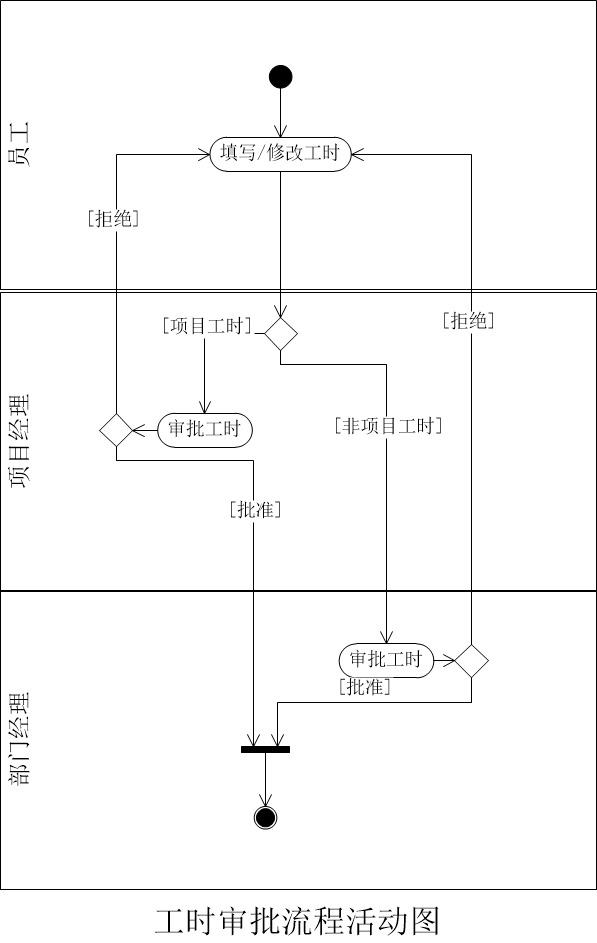 员工
填写/修改工时
[拒绝]
项目经理
[项目工时]
[拒绝]
审批工时
[非项目工时]
[批准]
部门经理
审批工时
[批准]
工时审批流程活动图